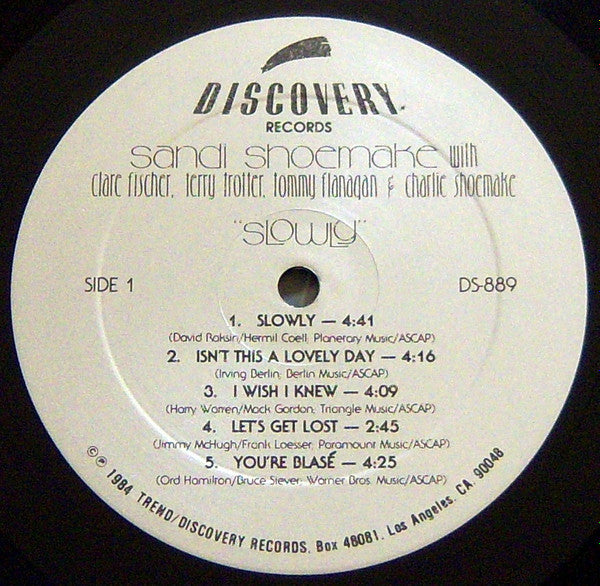 DISCOVERY
RECORDS
Sandi Shoemake with
clare fischer, terry trotter, tommy flanagan & charlie shoemake
"Slowly"
SIDE 1
DS-889
1. SLOWLY — 4:41
(David Raksin/Hermil Coell; Planerary Music/ASCAP)
2. ISN'T THIS A LOVELY DAY — 4:16
(Irving Berlin; Berlin Music/ASCAP)
3. I WISH I KNEW — 4:09
(Harry Warren/Mack Gordon; Triangle Music/ASCAP)
4. LET'S GET LOST — 2:45
(Jimmy McHugh/Frank Loesser; Paramount Music/ASCAP)
5. YOU'RE BLASÉ — 4:25
(Ord Hamilton/Bruce Siever; Warner Bros. Music/ASCAP)
©℗ 1984 TREND/DISCOVERY RECORDS, Box 48081, Los Angeles, CA. 90048